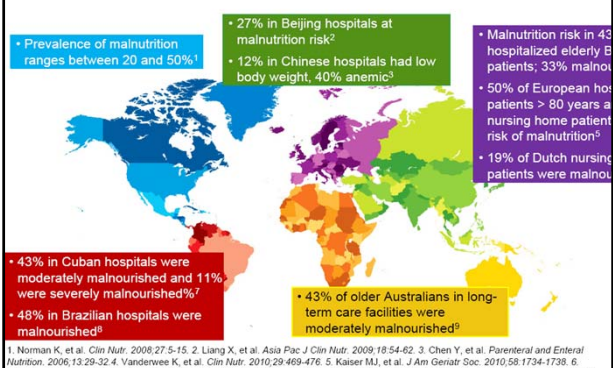 • Prevalence of malnutrition
ranges between 20 and 50%¹
• 27% in Beijing hospitals at
malnutrition risk²
• 12% in Chinese hospitals had low
body weight, 40% anemic³
• Malnutrition risk in 43
hospitalized elderly B
patients; 33% malnou
• 50% of European hos
patients > 80 years a
nursing home patient
risk of malnutrition⁵
• 19% of Dutch nursing
patients were malnou
• 43% in Cuban hospitals were
moderately malnourished and 11%
were severely malnourished%⁷
• 48% in Brazilian hospitals were
malnourished⁸
• 43% of older Australians in long-
term care facilities were
moderately malnourished⁹
1. Norman K, et al. Clin Nutr. 2008;27:5-15. 2. Liang X, et al. Asia Pac J Clin Nutr. 2009;18:54-62. 3. Chen Y, et al. Parenteral and Enteral
Nutrition. 2006;13:29-32.4. Vanderwee K, et al. Clin Nutr. 2010;29:469-476. 5. Kaiser MJ, et al. J Am Geriatr Soc. 2010;58:1734-1738. 6.